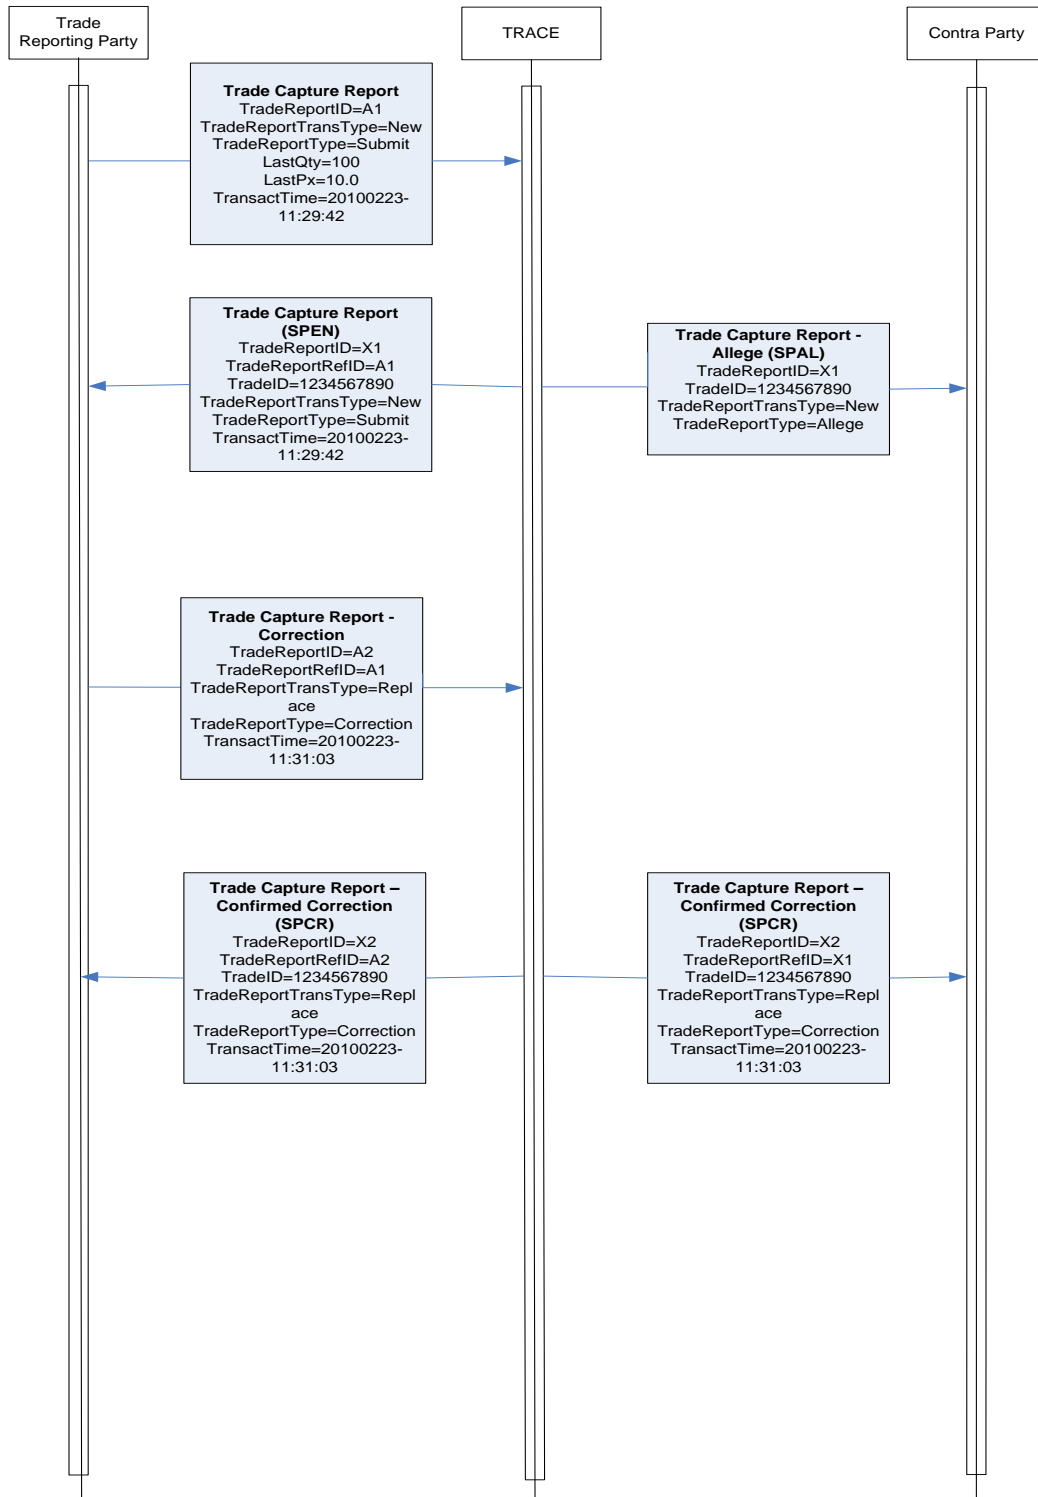 Trade
Reporting Party
TRACE
Contra Party
Trade Capture Report
TradeReportID=A1
TradeReportTransType=New
TradeReportType=Submit
LastQty=100
LastPx=10.0
TransactTime=20100223-
11:29:42
Trade Capture Report
(SPEN)
TradeReportID=X1
TradeReportRefID=A1
TradeID=1234567890
TradeReportTransType=New
TradeReportType=Submit
TransactTime=20100223-
11:29:42
Trade Capture Report -
Allege (SPAL)
TradeReportID=X1
TradeID=1234567890
TradeReportTransType=New
TradeReportType=Allege
Trade Capture Report -
Correction
TradeReportID=A2
TradeReportRefID=A1
TradeReportTransType=Repl
ace
TradeReportType=Correction
TransactTime=20100223-
11:31:03
Trade Capture Report –
Confirmed Correction
(SPCR)
TradeReportID=X2
TradeReportRefID=A2
TradeID=1234567890
TradeReportTransType=Repl
ace
TradeReportType=Correction
TransactTime=20100223-
11:31:03
Trade Capture Report –
Confirmed Correction
(SPCR)
TradeReportID=X2
TradeReportRefID=X1
TradeID=1234567890
TradeReportTransType=Repl
ace
TradeReportType=Correction
TransactTime=20100223-
11:31:03